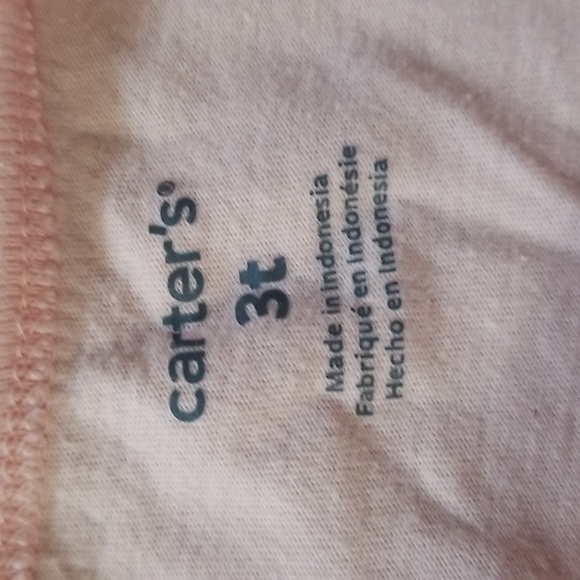 carter's®
3t
Made in Indonesia
Fabriqué en Indonésie
Hecho en Indonesia